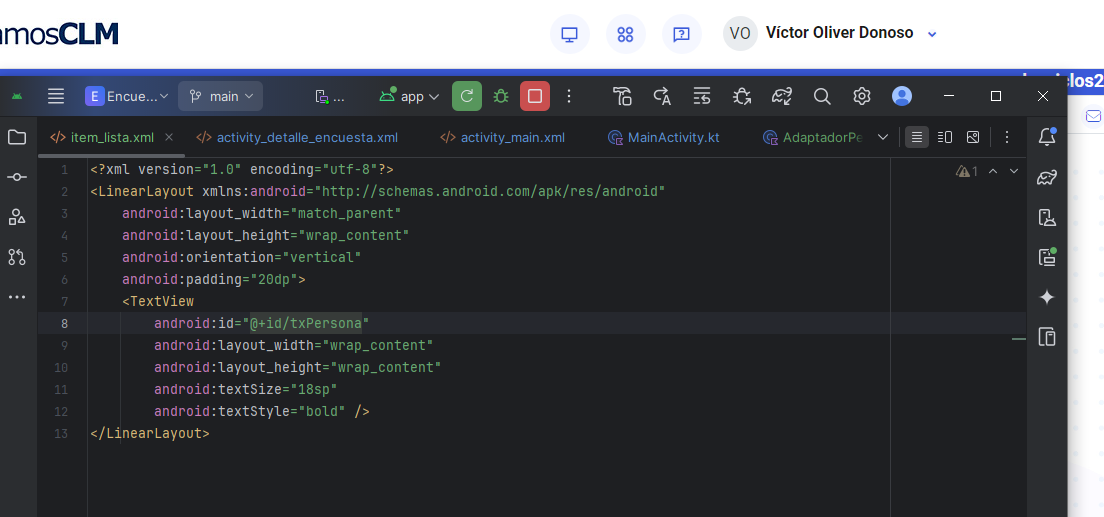 mosCLM
VO Víctor Oliver Donoso
E Encue... main ... app
item_lista.xml activity_detalle_encuesta.xml activity_main.xml MainActivity.kt AdaptadorPe
1 <?xml version="1.0" encoding="utf-8"?> 1
2 <LinearLayout xmlns:android="http://schemas.android.com/apk/res/android"
3 android:layout_width="match_parent"
4 android:layout_height="wrap_content"
5 android:orientation="vertical"
6 android:padding="20dp">
7 <TextView
8 android:id="@+id/txPersona"
9 android:layout_width="wrap_content"
10 android:layout_height="wrap_content"
11 android:textSize="18sp"
12 android:textStyle="bold" />
13 </LinearLayout>